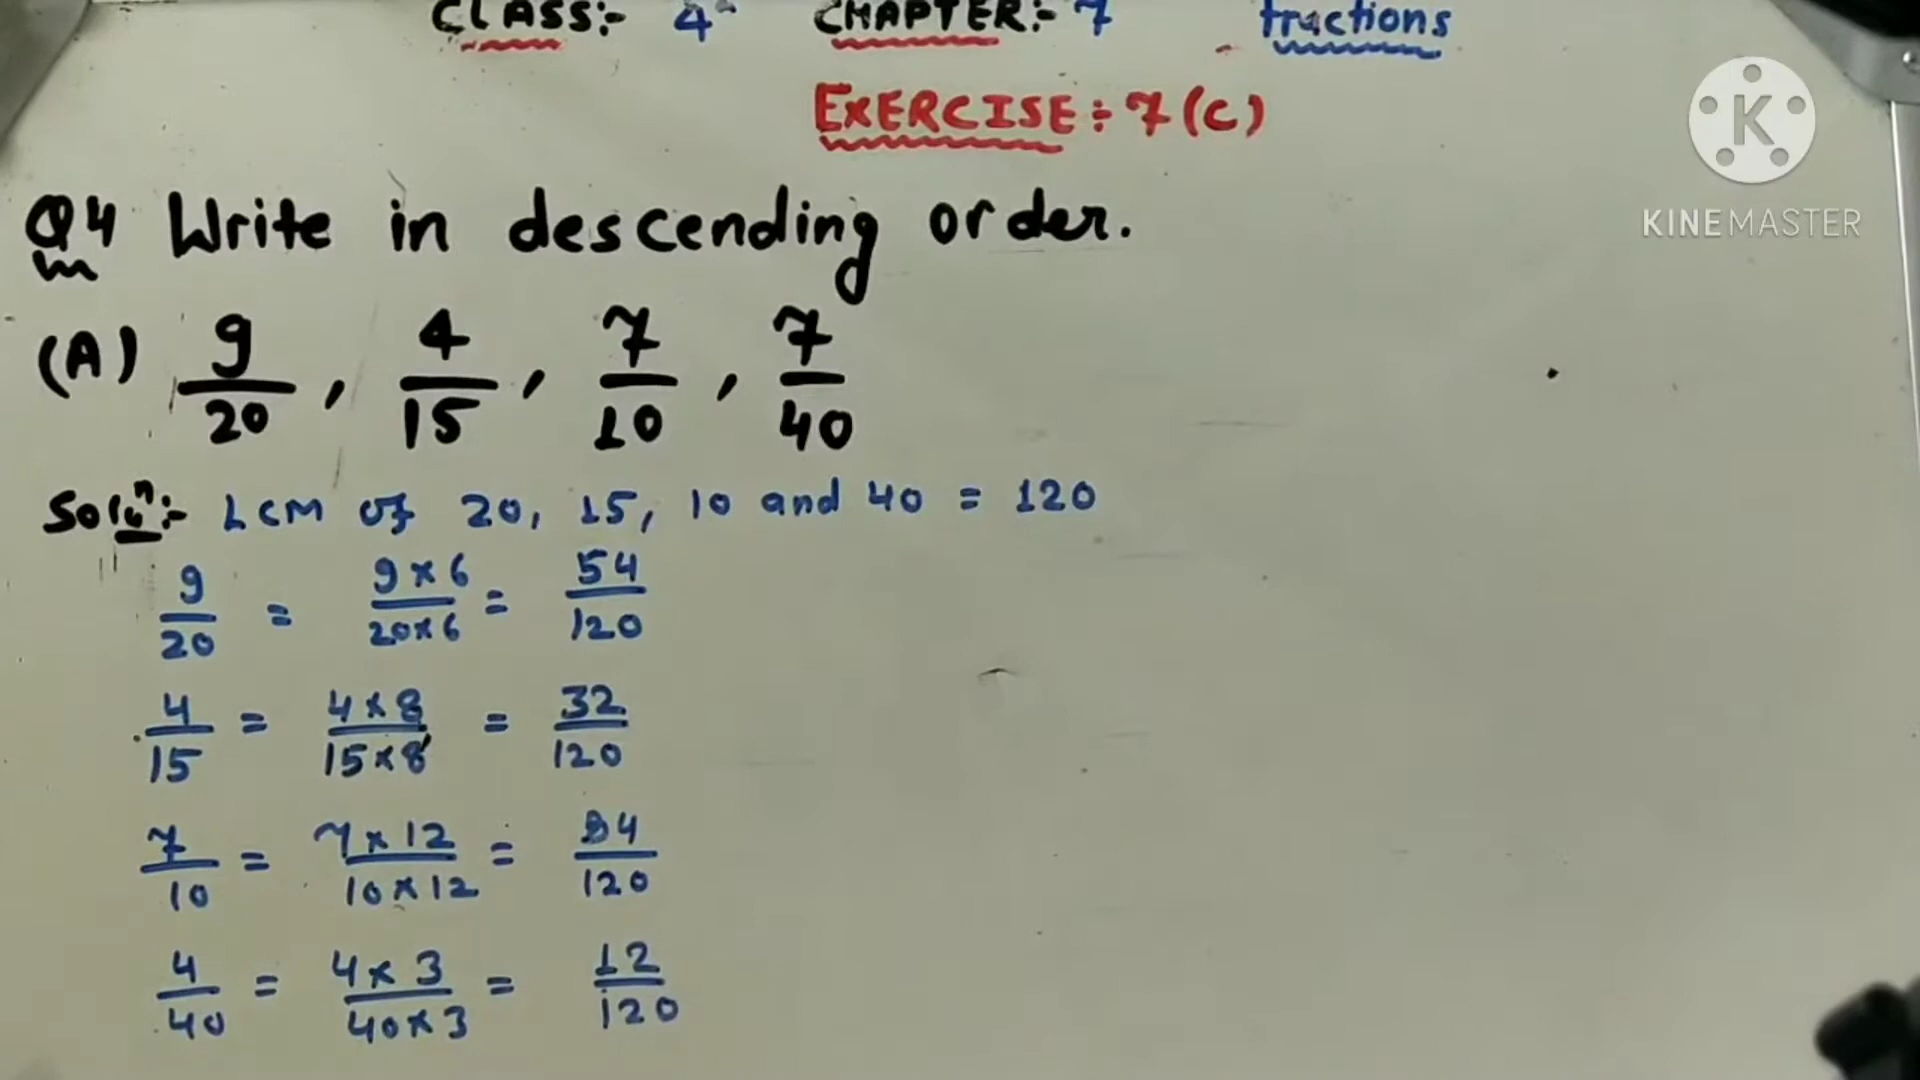 CLASS:- 4 CHAPTER:- 7 fractions
EXERCISE:- 7(C)
K
KINEMASTER
Q4 Write in descending order.
(A) 9/20, 4/15, 7/10, 7/40
Solⁿ:- LCM of 20, 15, 10 and 40 = 120
9/20 = 9×6/20×6 = 54/120
4/15 = 4×8/15×8 = 32/120
7/10 = 7×12/10×12 = 84/120
4/40 = 4×3/40×3 = 12/120